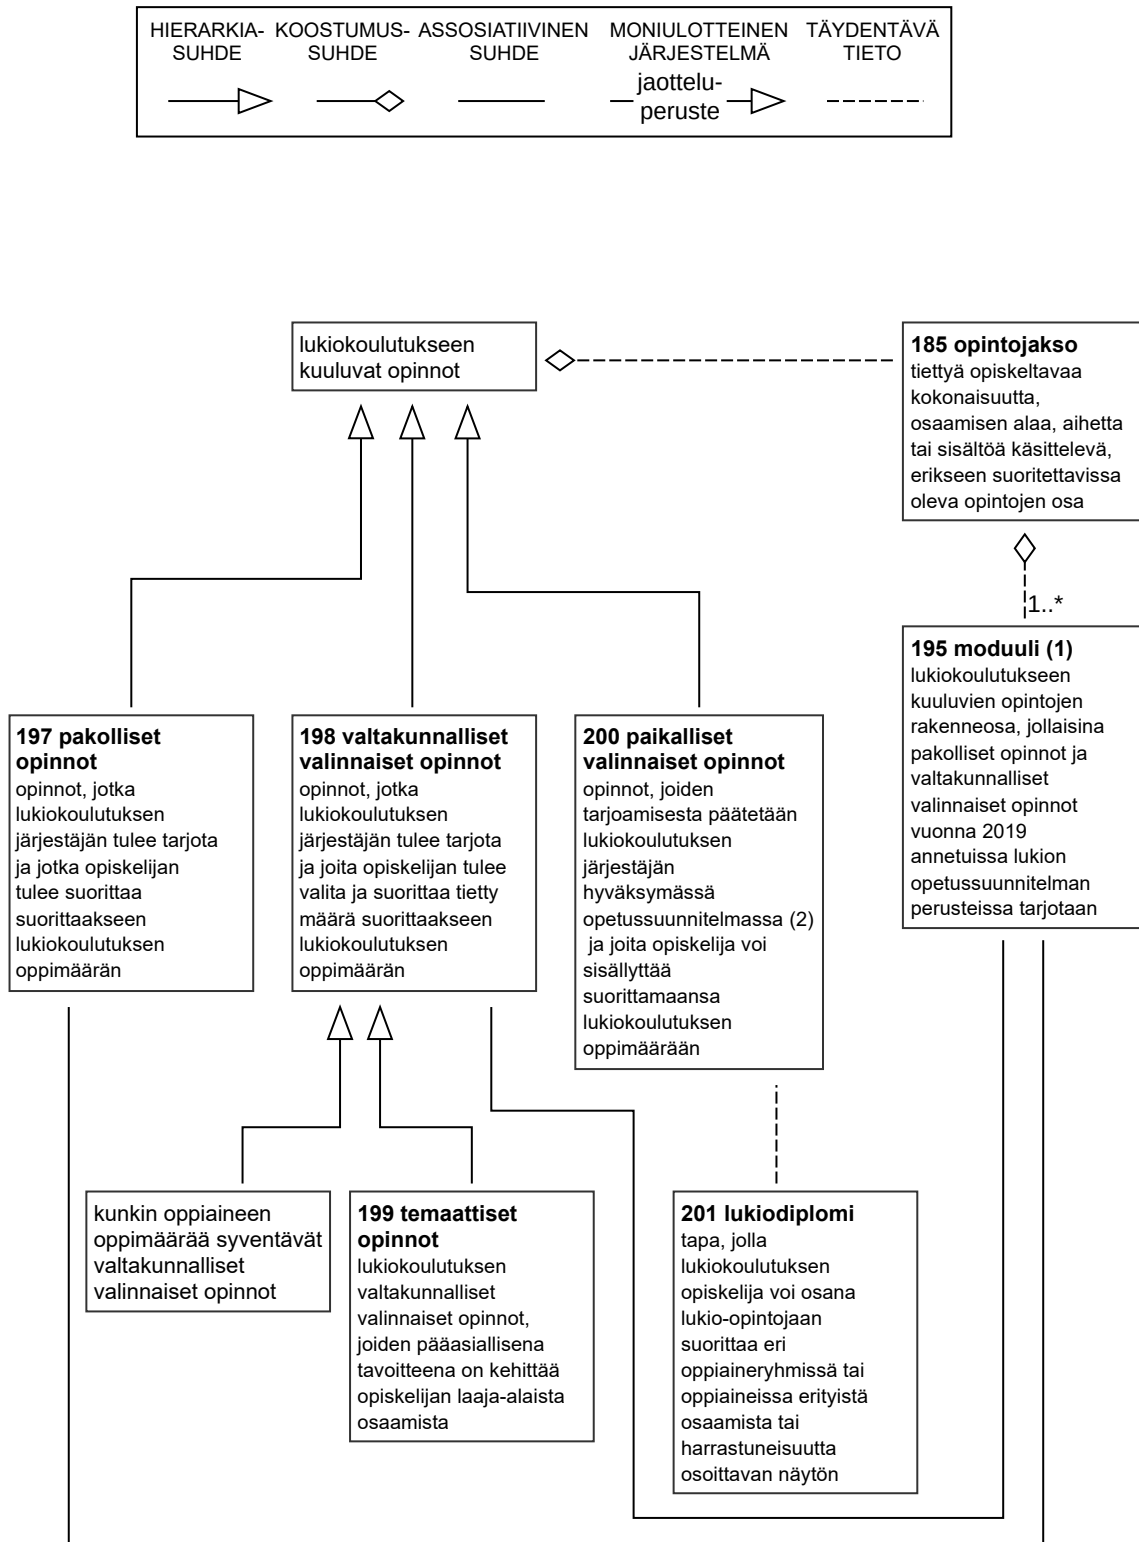 HIERARKIA-
SUHDE
KOOSTUMUS-
SUHDE
ASSOSIATIIVINEN
SUHDE
MONIULOTTEINEN
JÄRJESTELMÄ
jaottelu-
peruste
TÄYDENTÄVÄ
TIETO
lukiokoulutukseen
kuuluvat opinnot
185 opintojakso
tiettyä opiskeltavaa
kokonaisuutta,
osaamisen alaa, aihetta
tai sisältöä käsittelevä,
erikseen suoritettavissa
oleva opintojen osa
1..*
195 moduuli (1)
lukiokoulutukseen
kuuluvien opintojen
rakenneosa, jollaisina
pakolliset opinnot ja
valtakunnalliset
valinnaiset opinnot
vuonna 2019
annetuissa lukion
opetussuunnitelman
perusteissa tarjotaan
197 pakolliset
opinnot
opinnot, jotka
lukiokoulutuksen
järjestäjän tulee tarjota
ja jotka opiskelijan
tulee suorittaa
suorittaakseen
lukiokoulutuksen
oppimäärän
198 valtakunnalliset
valinnaiset opinnot
opinnot, jotka
lukiokoulutuksen
järjestäjän tulee tarjota
ja joita opiskelijan tulee
valita ja suorittaa tietty
määrä suorittaakseen
lukiokoulutuksen
oppimäärän
200 paikalliset
valinnaiset opinnot
opinnot, joiden
tarjoamisesta päätetään
lukiokoulutuksen
järjestäjän
hyväksymässä
opetussuunnitelmassa (2)
ja joita opiskelija voi
sisällyttää
suorittamaansa
lukiokoulutuksen
oppimäärään
kunkin oppiaineen
oppimäärää syventävät
valtakunnalliset
valinnaiset opinnot
199 temaattiset
opinnot
lukiokoulutuksen
valtakunnalliset
valinnaiset opinnot,
joiden pääasiallisena
tavoitteena on kehittää
opiskelijan laaja-alaista
osaamista
201 lukiodiplomi
tapa, jolla
lukiokoulutuksen
opiskelija voi osana
lukio-opintojaan
suorittaa eri
oppiaineryhmissä tai
oppiaineissa erityistä
osaamista tai
harrastuneisuutta
osoittavan näytön